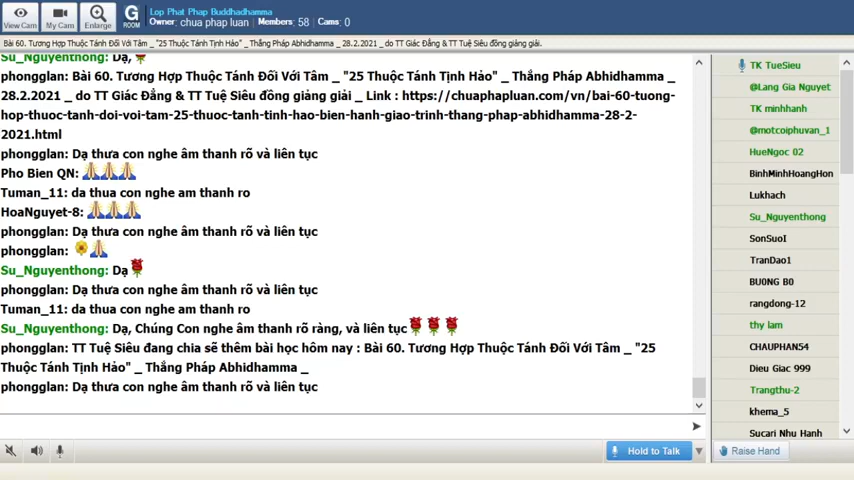 View Cam
My Cam
Enlarge
G
ROOM
Lop Phat Phap Buddhadhamma
Owner: chua phap luan Members: 58 Cams: 0
Bài 60. Tương Hợp Thuộc Tánh Đối Với Tâm _ "25 Thuộc Tánh Tịnh Hảo" _ Thắng Pháp Abhidhamma _ 28.2.2021 _ do TT Giác Đẳng & TT Tuệ Siêu đồng giảng giải.
Su_Nguyenthong: Dạ,
phongglan: Bài 60. Tương Hợp Thuộc Tánh Đối Với Tâm _ "25 Thuộc Tánh Tịnh Hảo" _ Thắng Pháp Abhidhamma _
28.2.2021 _ do TT Giác Đẳng & TT Tuệ Siêu đồng giảng giải _ Link : https://chuaphapluan.com/vn/bai-60-tuong-
hop-thuoc-tanh-doi-voi-tam-25-thuoc-tanh-tinh-hao-bien-hanh-giao-trinh-thang-phap-abhidhamma-28-2-
2021.html
phongglan: Dạ thưa con nghe âm thanh rõ và liên tục
Pho Bien QN:
Tuman_11: da thua con nghe am thanh ro
HoaNguyet-8:
phongglan: Dạ thưa con nghe âm thanh rõ và liên tục
phongglan:
Su_Nguyenthong: Dạ
phongglan: Dạ thưa con nghe âm thanh rõ và liên tục
Tuman_11: da thua con nghe am thanh ro
Su_Nguyenthong: Dạ, Chúng Con nghe âm thanh rõ ràng, và liên tục
phongglan: TT Tuệ Siêu đang chia sẽ thêm bài học hôm nay : Bài 60. Tương Hợp Thuộc Tánh Đối Với Tâm _ "25
Thuộc Tánh Tịnh Hảo" _ Thắng Pháp Abhidhamma _
phongglan: Dạ thưa con nghe âm thanh rõ và liên tục
TK TueSieu
@Lang Gia Nguyet
TK minhhanh
@motcoiphuvan_1
HueNgoc 02
BinhMinhHoangHon
Lukhach
Su_Nguyenthong
SonSuoI
TranDao1
BU0NG B0
rangdong-12
thy lam
CHAUPHAN54
Dieu Giac 999
Trangthu-2
khema_5
Sucari Nhu Hanh
Hold to Talk
Raise Hand